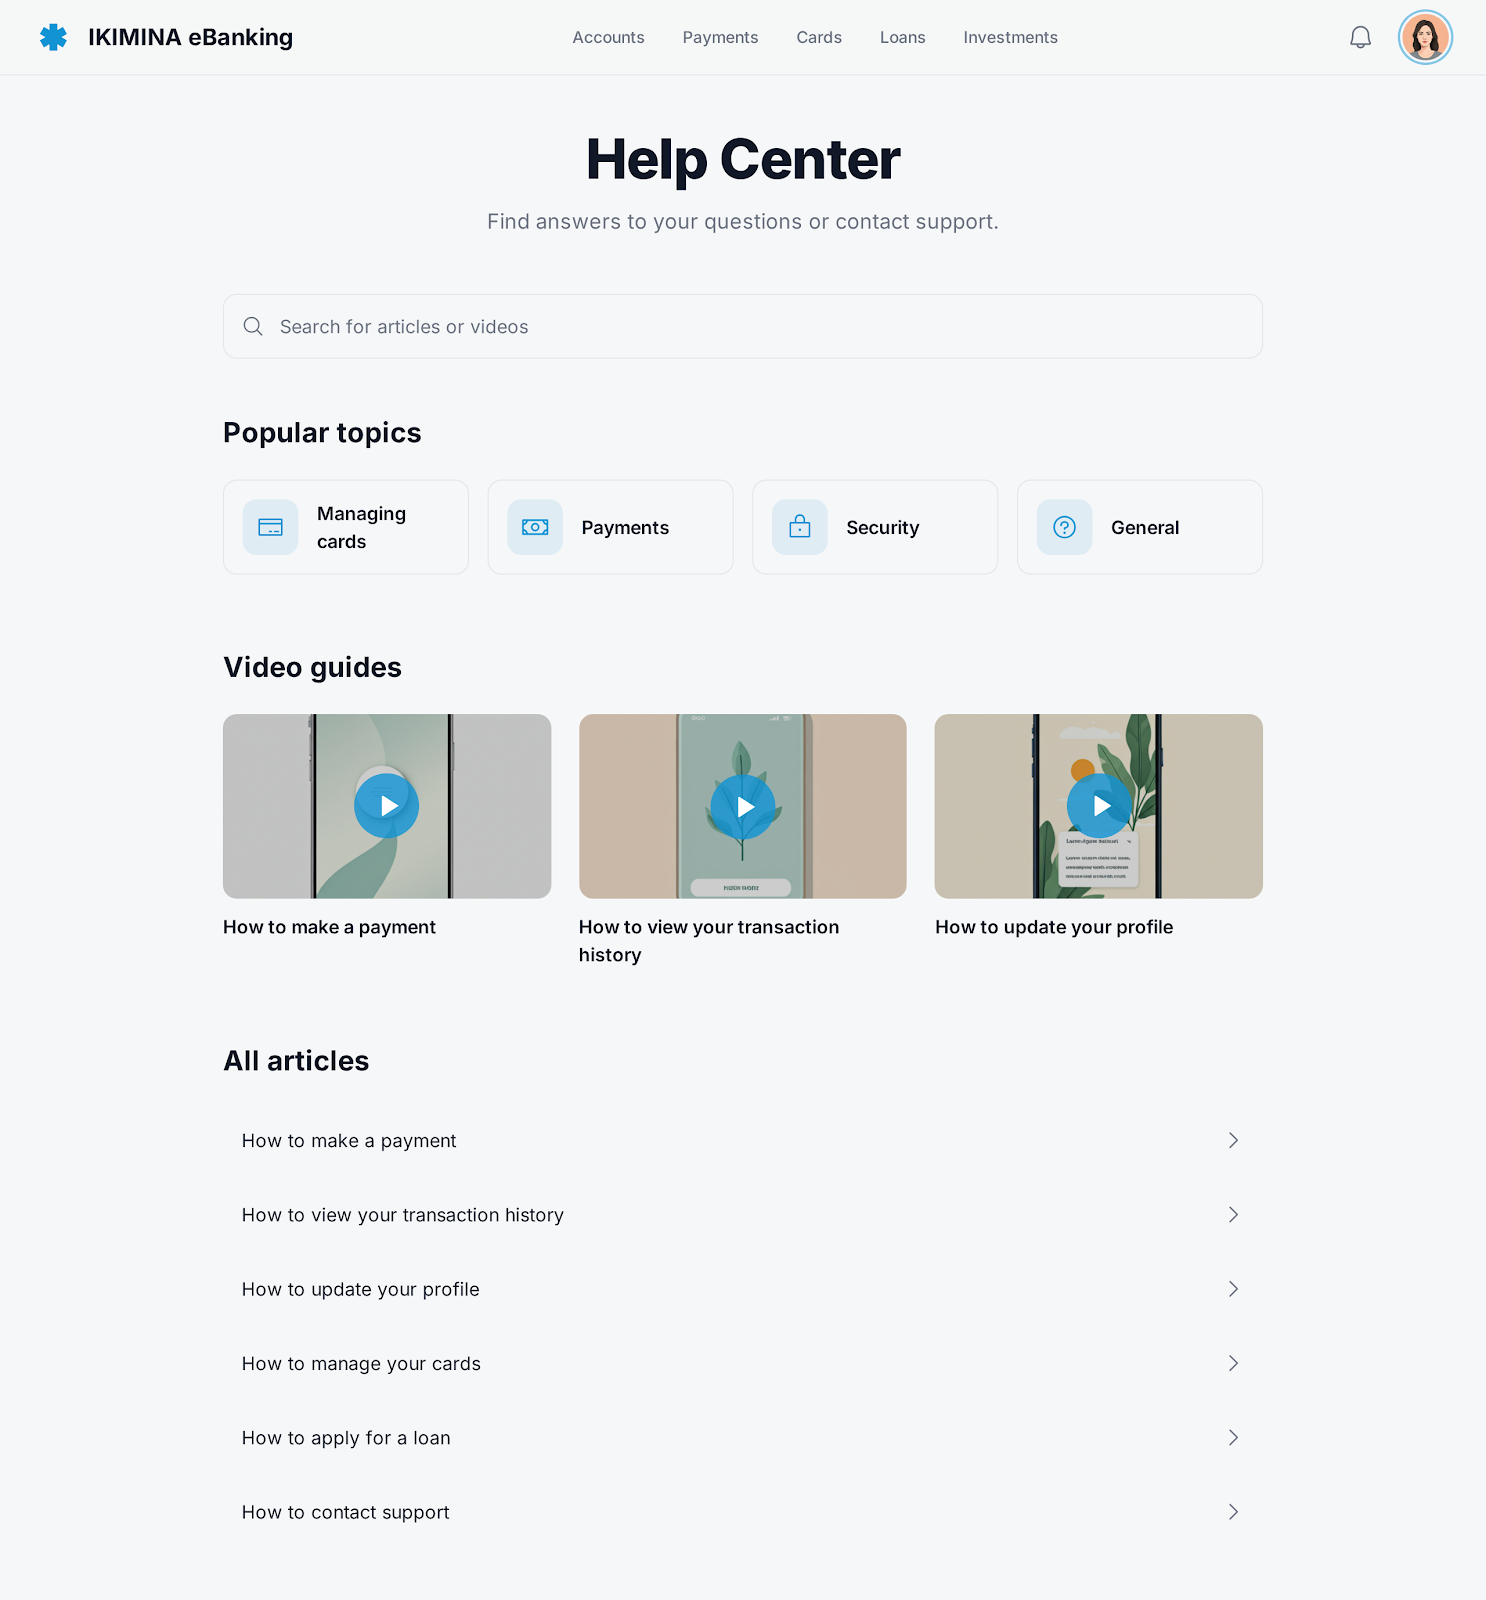 IKIMINA eBanking
Accounts
Payments
Cards
Loans
Investments
Help Center
Find answers to your questions or contact support.
Search for articles or videos
Popular topics
Managing
cards
Payments
Security
General
Video guides
How to make a payment
How to view your transaction
history
How to update your profile
All articles
How to make a payment
How to view your transaction history
How to update your profile
How to manage your cards
How to apply for a loan
How to contact support